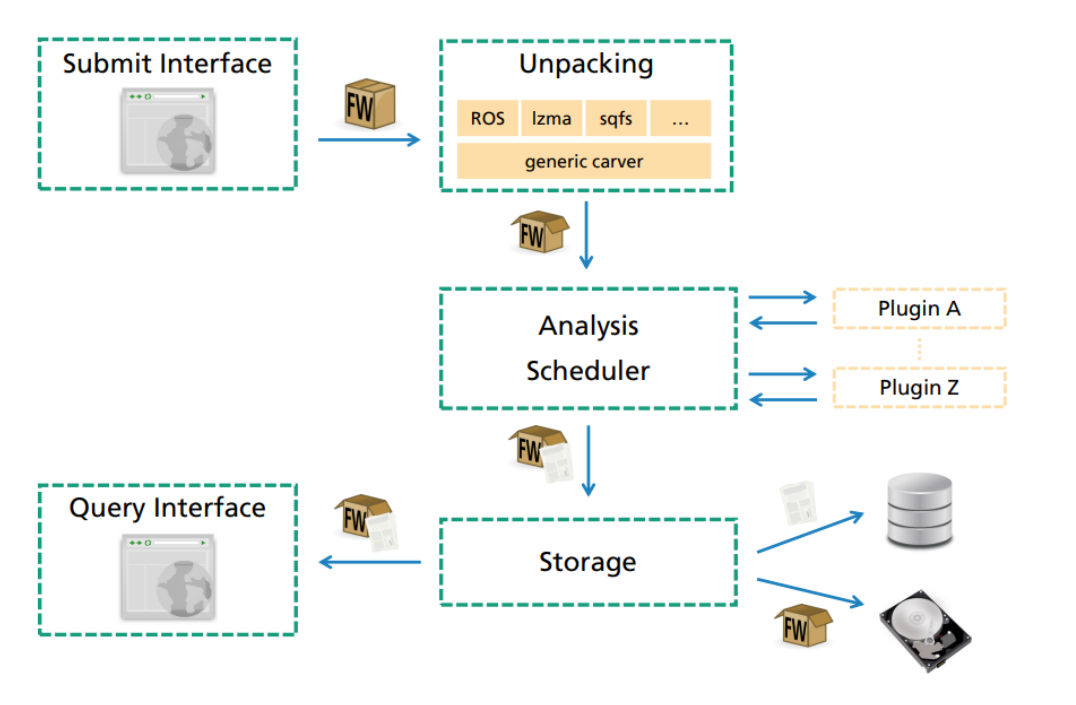 Submit Interface
FW
Unpacking
ROS lzma sqfs ...
generic carver
FW
Analysis
Scheduler
Plugin A
Plugin Z
FW
Query Interface
FW
Storage
FW